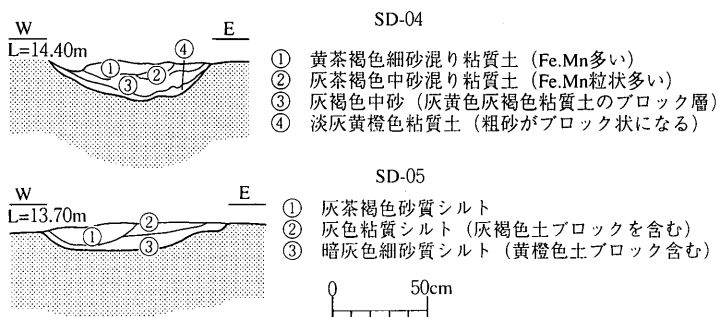 SD-04
W E
L=14.40m
① ② ③ ④
① 黄茶褐色細砂混り粘質土（Fe.Mn多い）
② 灰茶褐色中砂混り粘質土（Fe.Mn粒状多い）
③ 灰褐色中砂（灰黄色灰褐色粘質土のブロック層）
④ 淡灰黄橙色粘質土（粗砂がブロック状になる）
SD-05
W E
L=13.70m
① ② ③
① 灰茶褐色砂質シルト
② 灰色粘質シルト（灰褐色土ブロックを含む）
③ 暗灰色細砂質シルト（黄橙色土ブロック含む）
0 50cm